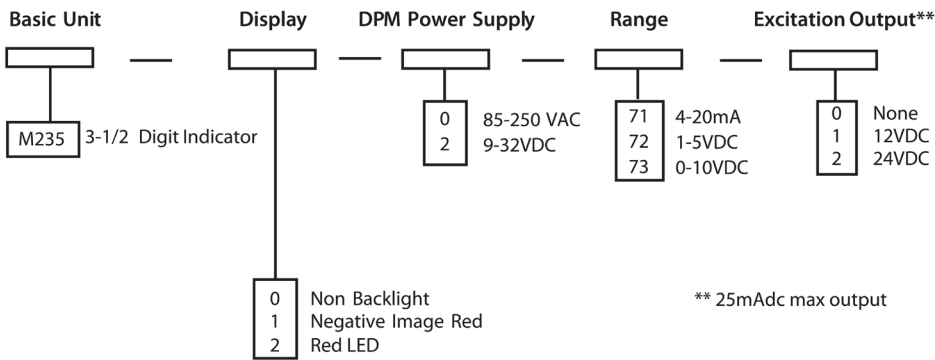 Basic Unit Display DPM Power Supply Range Excitation Output**
M235 3-1/2 Digit Indicator
0 85-250 VAC
2 9-32VDC
71 4-20mA
72 1-5VDC
73 0-10VDC
0 None
1 12VDC
2 24VDC
0 Non Backlight
1 Negative Image Red
2 Red LED
** 25mAdc max output